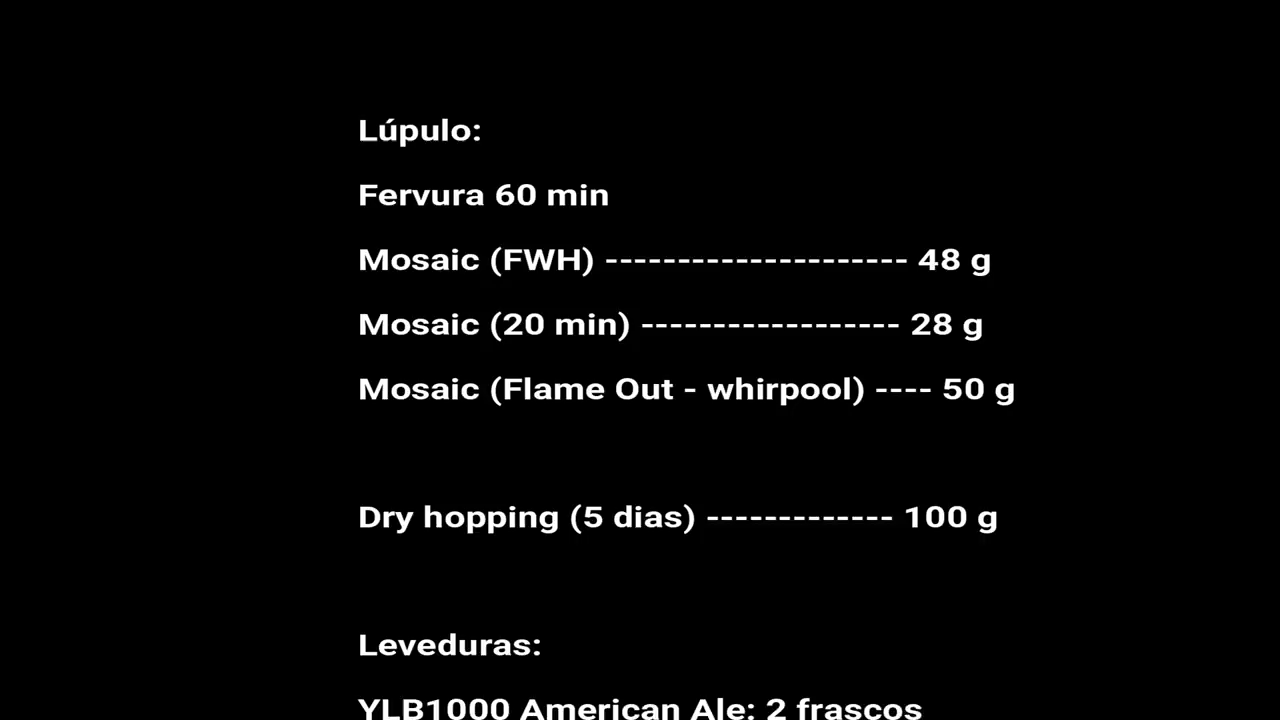 Lúpulo:
Fervura 60 min
Mosaic (FWH) --------------------- 48 g
Mosaic (20 min) ------------------ 28 g
Mosaic (Flame Out - whirpool) ---- 50 g
Dry hopping (5 dias) ------------- 100 g
Leveduras:
YLB1000 American Ale: 2 frascos